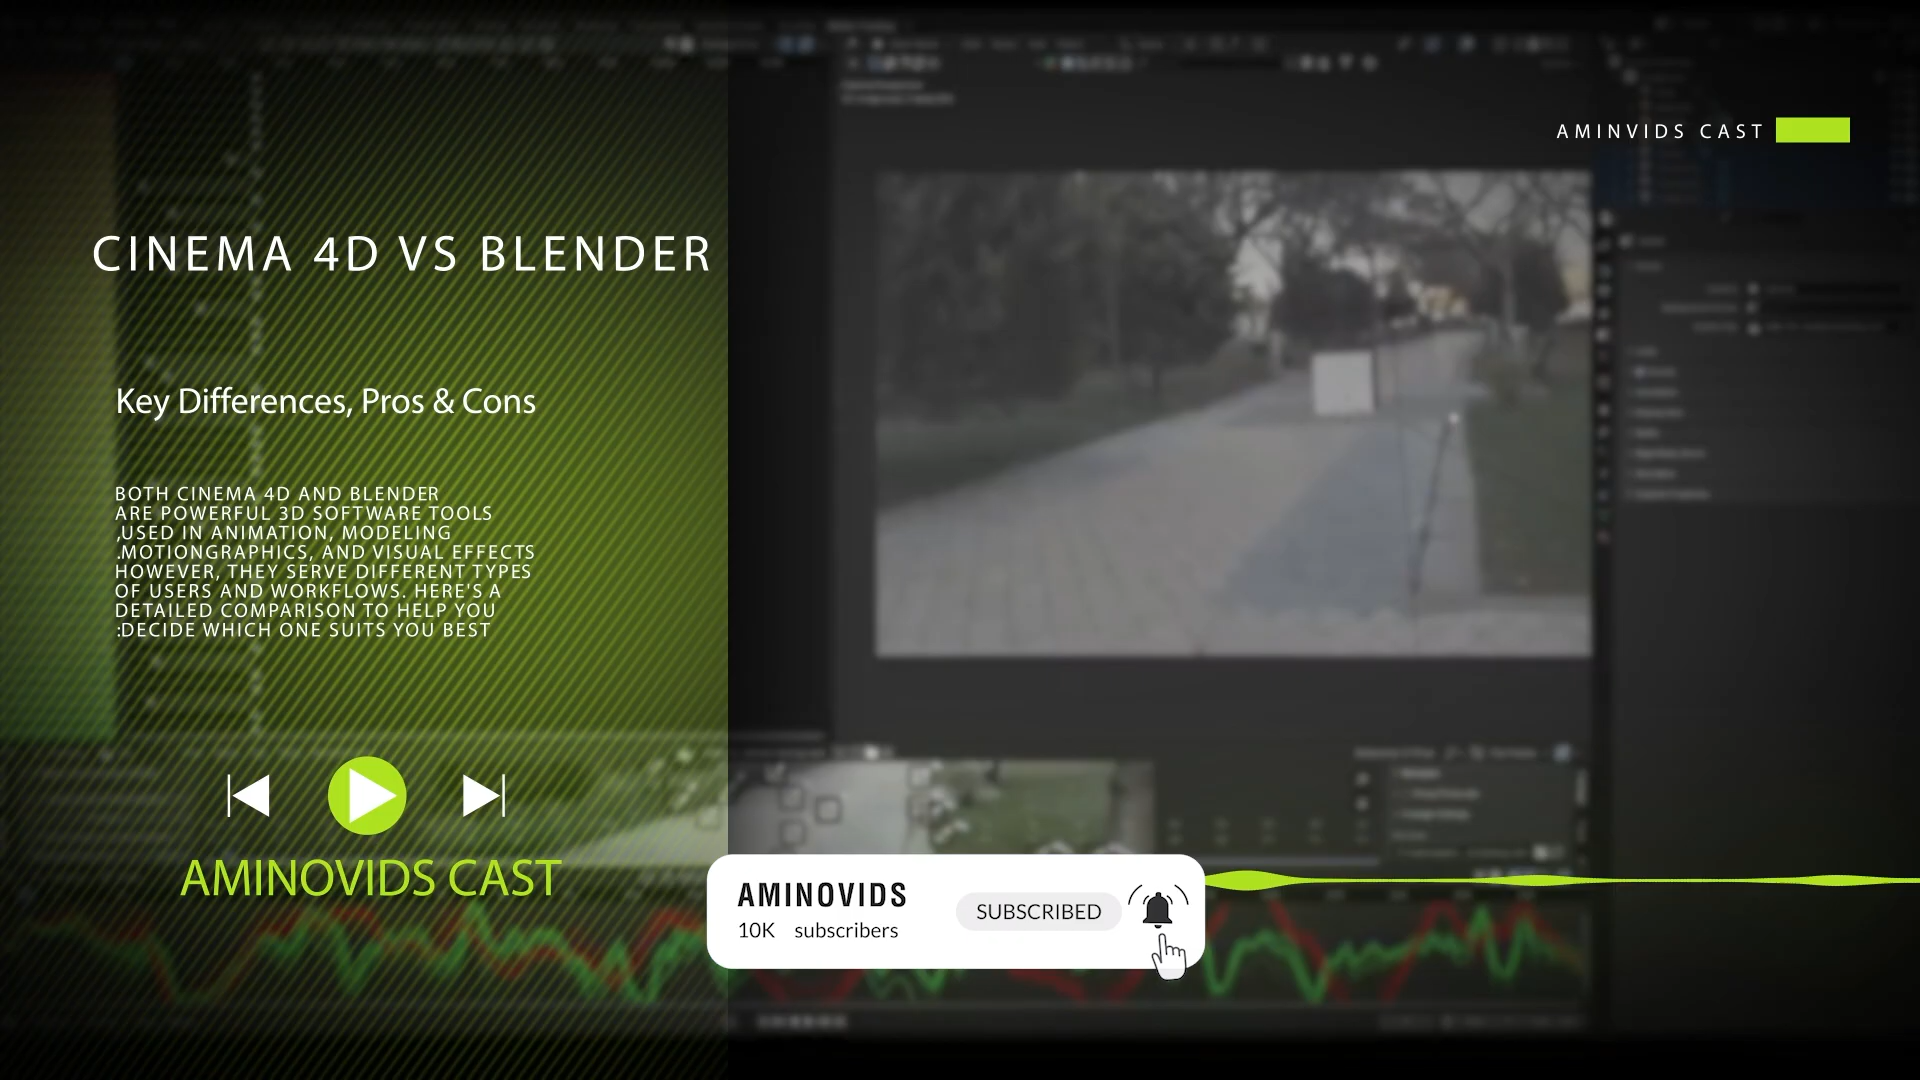 AMINVIDS CAST
CINEMA 4D VS BLENDER
Key Differences, Pros & Cons
BOTH CINEMA 4D AND BLENDER
ARE POWERFUL 3D SOFTWARE TOOLS
,USED IN ANIMATION, MODELING
.MOTIONGRAPHICS, AND VISUAL EFFECTS
HOWEVER, THEY SERVE DIFFERENT TYPES
OF USERS AND WORKFLOWS. HERE'S A
DETAILED COMPARISON TO HELP YOU
:DECIDE WHICH ONE SUITS YOU BEST
AMINOVIDS CAST
AMINOVIDS
10K subscribers
SUBSCRIBED